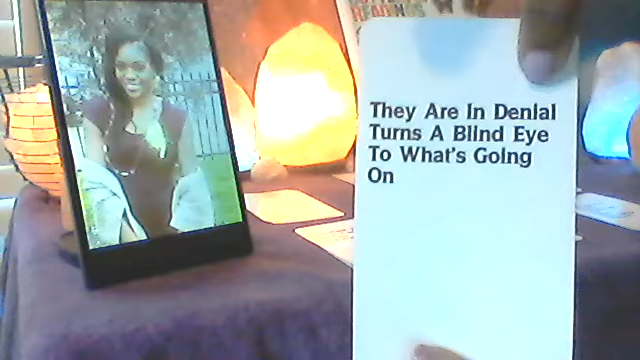 They Are In Denial
Turns A Blind Eye
To What's Going
On